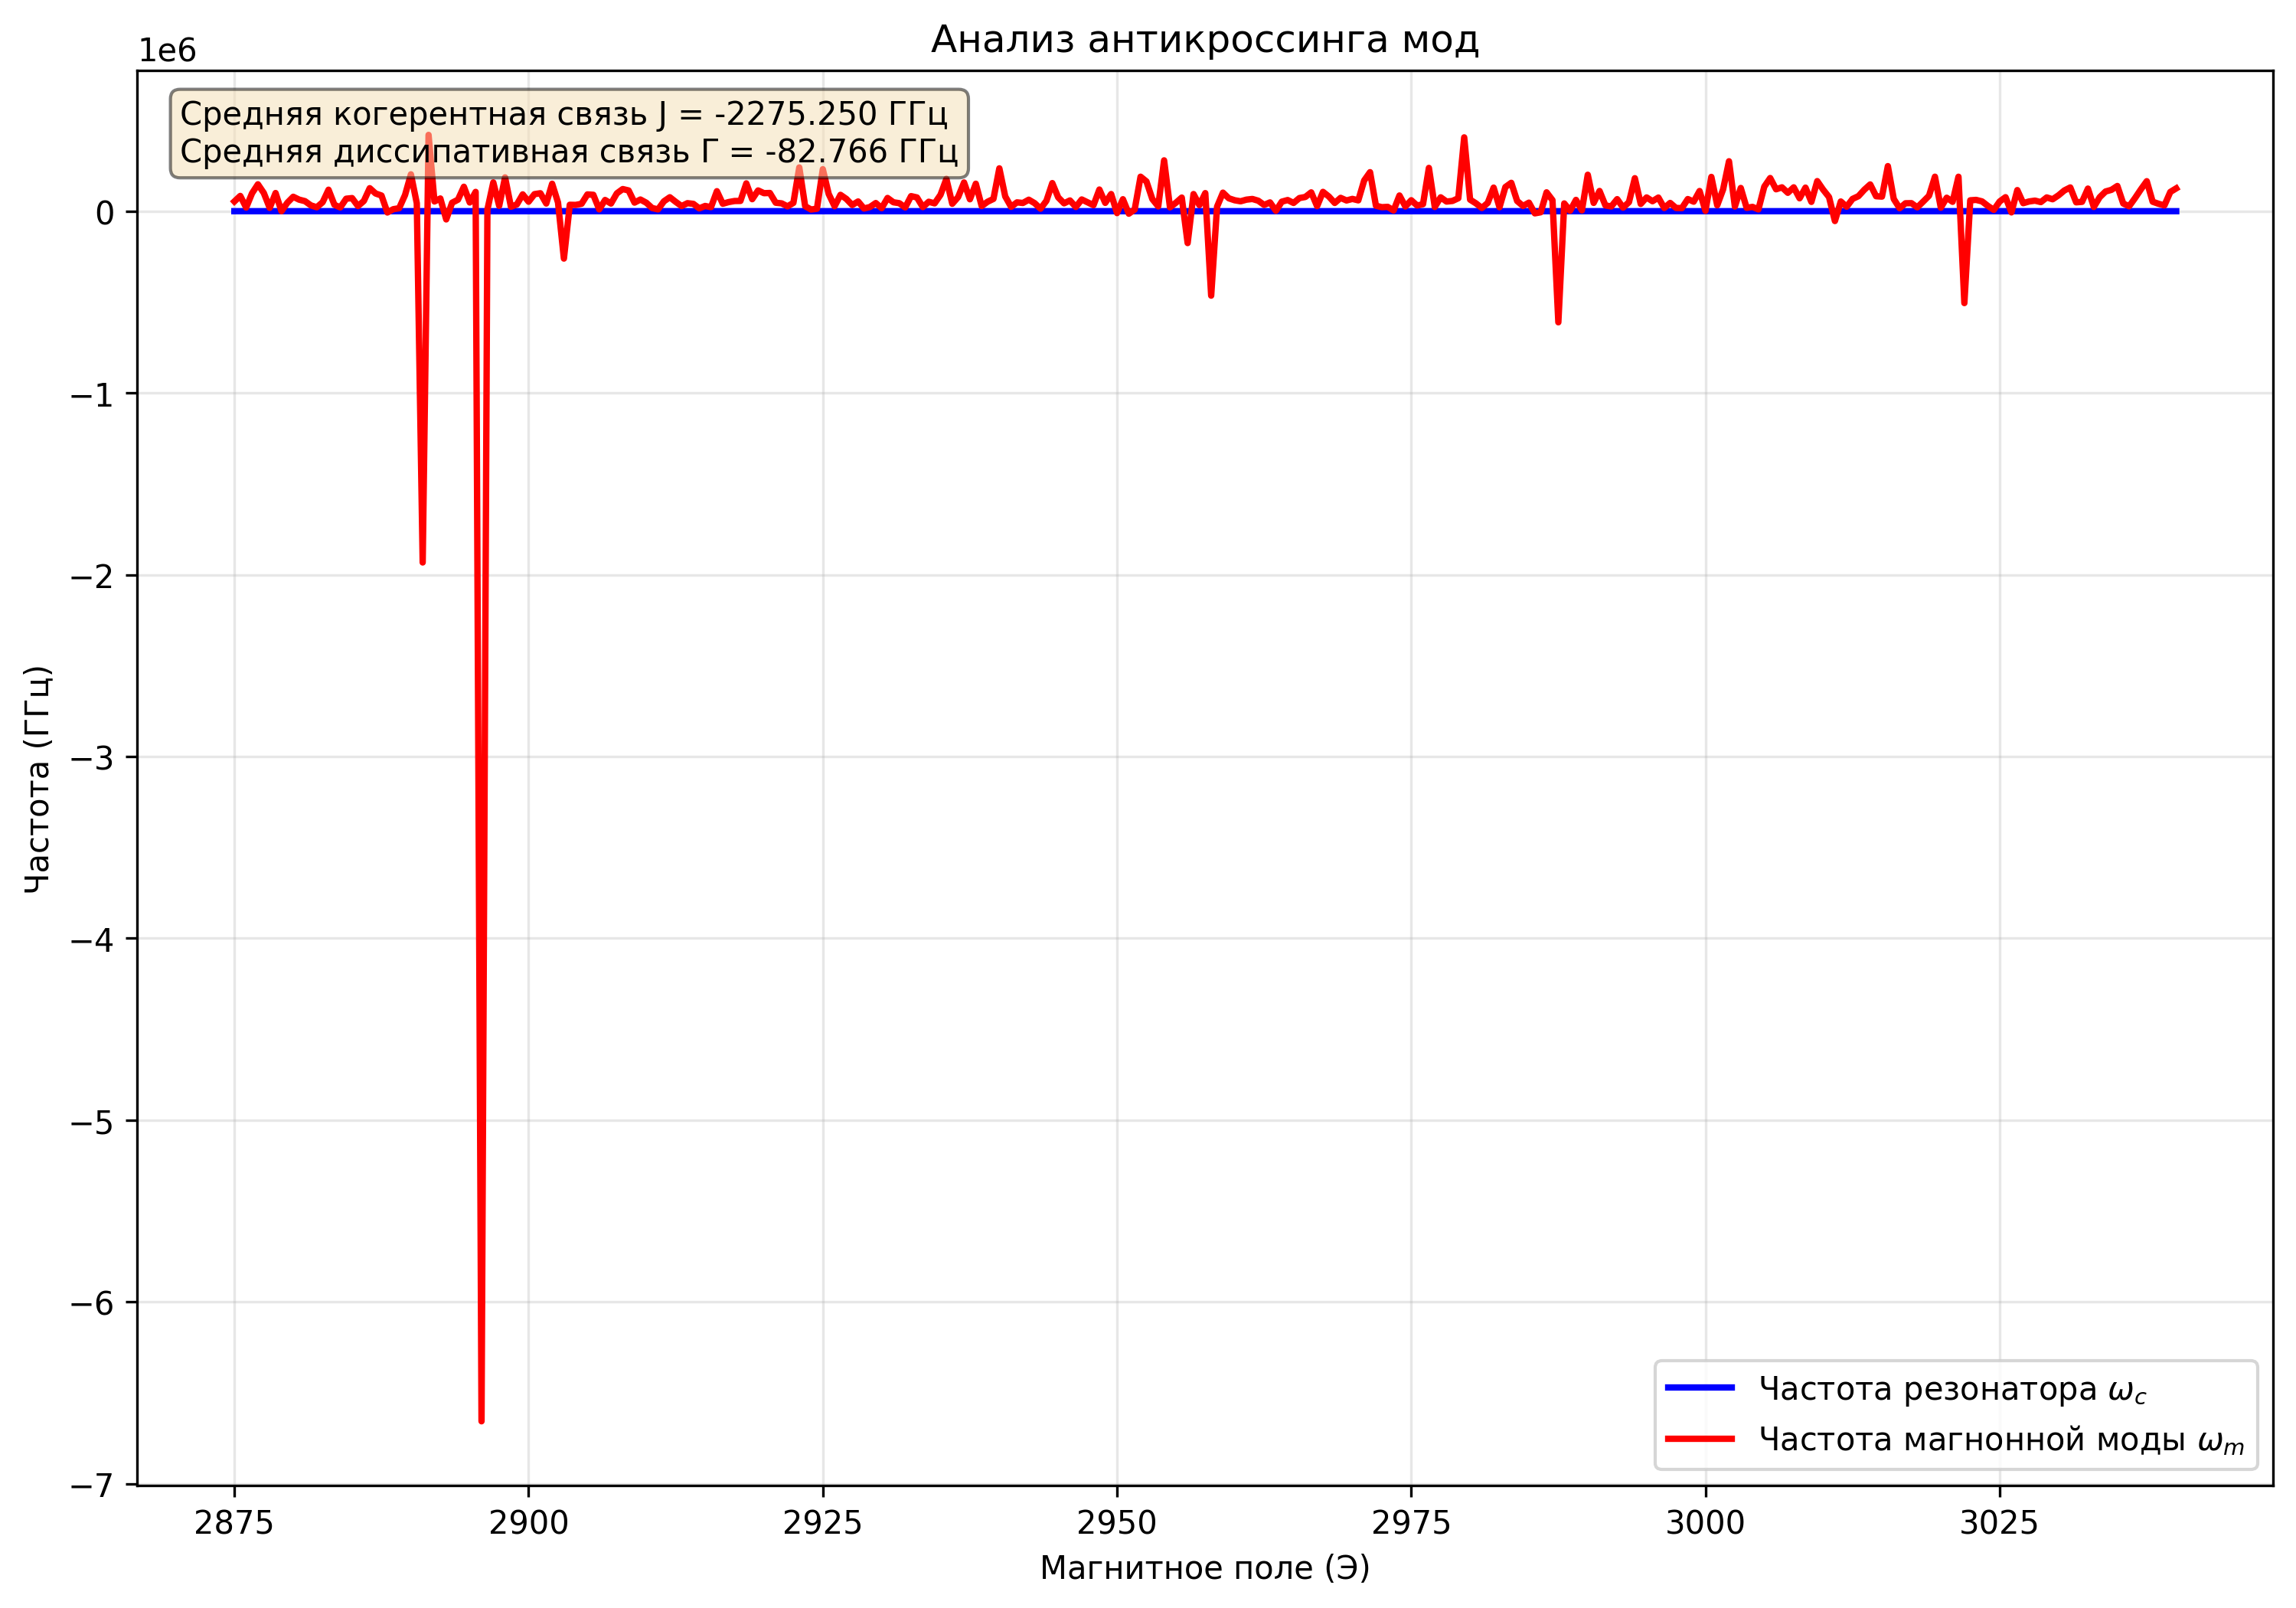 Анализ антикроссинга мод
1e6
Средняя когерентная связь J = -2275.250 ГГц
Средняя диссипативная связь Γ = -82.766 ГГц
0
−1
−2
−3
−4
−5
−6
−7
Частота (ГГц)
Частота резонатора ω_c
Частота магнонной моды ω_m
2875 2900 2925 2950 2975 3000 3025
Магнитное поле (Э)